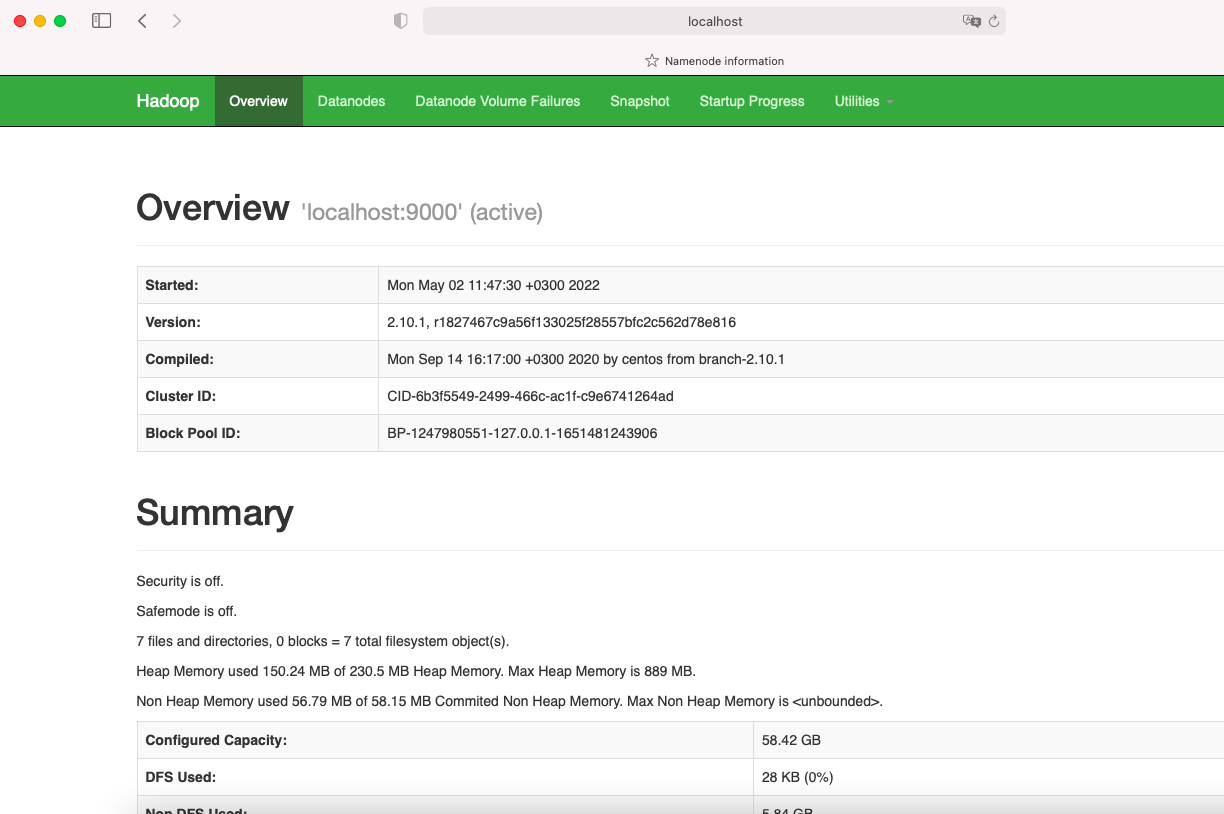 localhost
Namenode information
Hadoop Overview Datanodes Datanode Volume Failures Snapshot Startup Progress Utilities
Overview 'localhost:9000' (active)
Started: Mon May 02 11:47:30 +0300 2022
Version: 2.10.1, r1827467c9a56f133025f28557bfc2c562d78e816
Compiled: Mon Sep 14 16:17:00 +0300 2020 by centos from branch-2.10.1
Cluster ID: CID-6b3f5549-2499-466c-ac1f-c9e6741264ad
Block Pool ID: BP-1247980551-127.0.0.1-1651481243906
Summary
Security is off.
Safemode is off.
7 files and directories, 0 blocks = 7 total filesystem object(s).
Heap Memory used 150.24 MB of 230.5 MB Heap Memory. Max Heap Memory is 889 MB.
Non Heap Memory used 56.79 MB of 58.15 MB Commited Non Heap Memory. Max Non Heap Memory is <unbounded>.
Configured Capacity: 58.42 GB
DFS Used: 28 KB (0%)
Non DFS Used: 5.84 GB